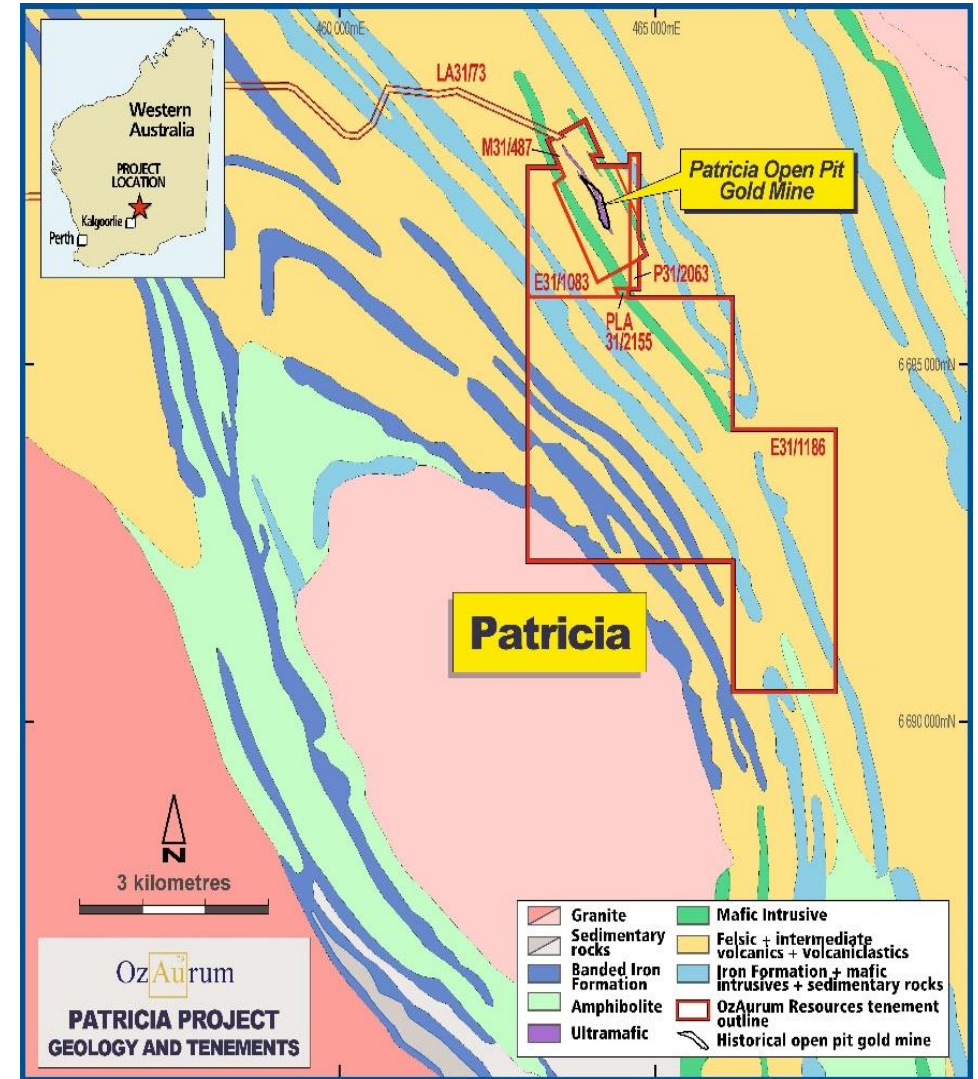 460 000mE
465 000mE
Western
Australia
PROJECT
LOCATION
Kalgoorlie
Perth
LA31/73
M31/487
Patricia Open Pit
Gold Mine
E31/1083
P31/2063
PLA
31/2155
6 695 000mN
E31/1186
Patricia
6 690 000mN
N
3 kilometres
OzAurum
79
PATRICIA PROJECT
GEOLOGY AND TENEMENTS
Granite
Sedimentary
rocks
Banded Iron
Formation
Amphibolite
Ultramafic
Mafic Intrusive
Felsic + intermediate
volcanics + volcaniclastics
Iron Formation + mafic
intrusives + sedimentary rocks
OzAurum Resources tenement
outline
Historical open pit gold mine